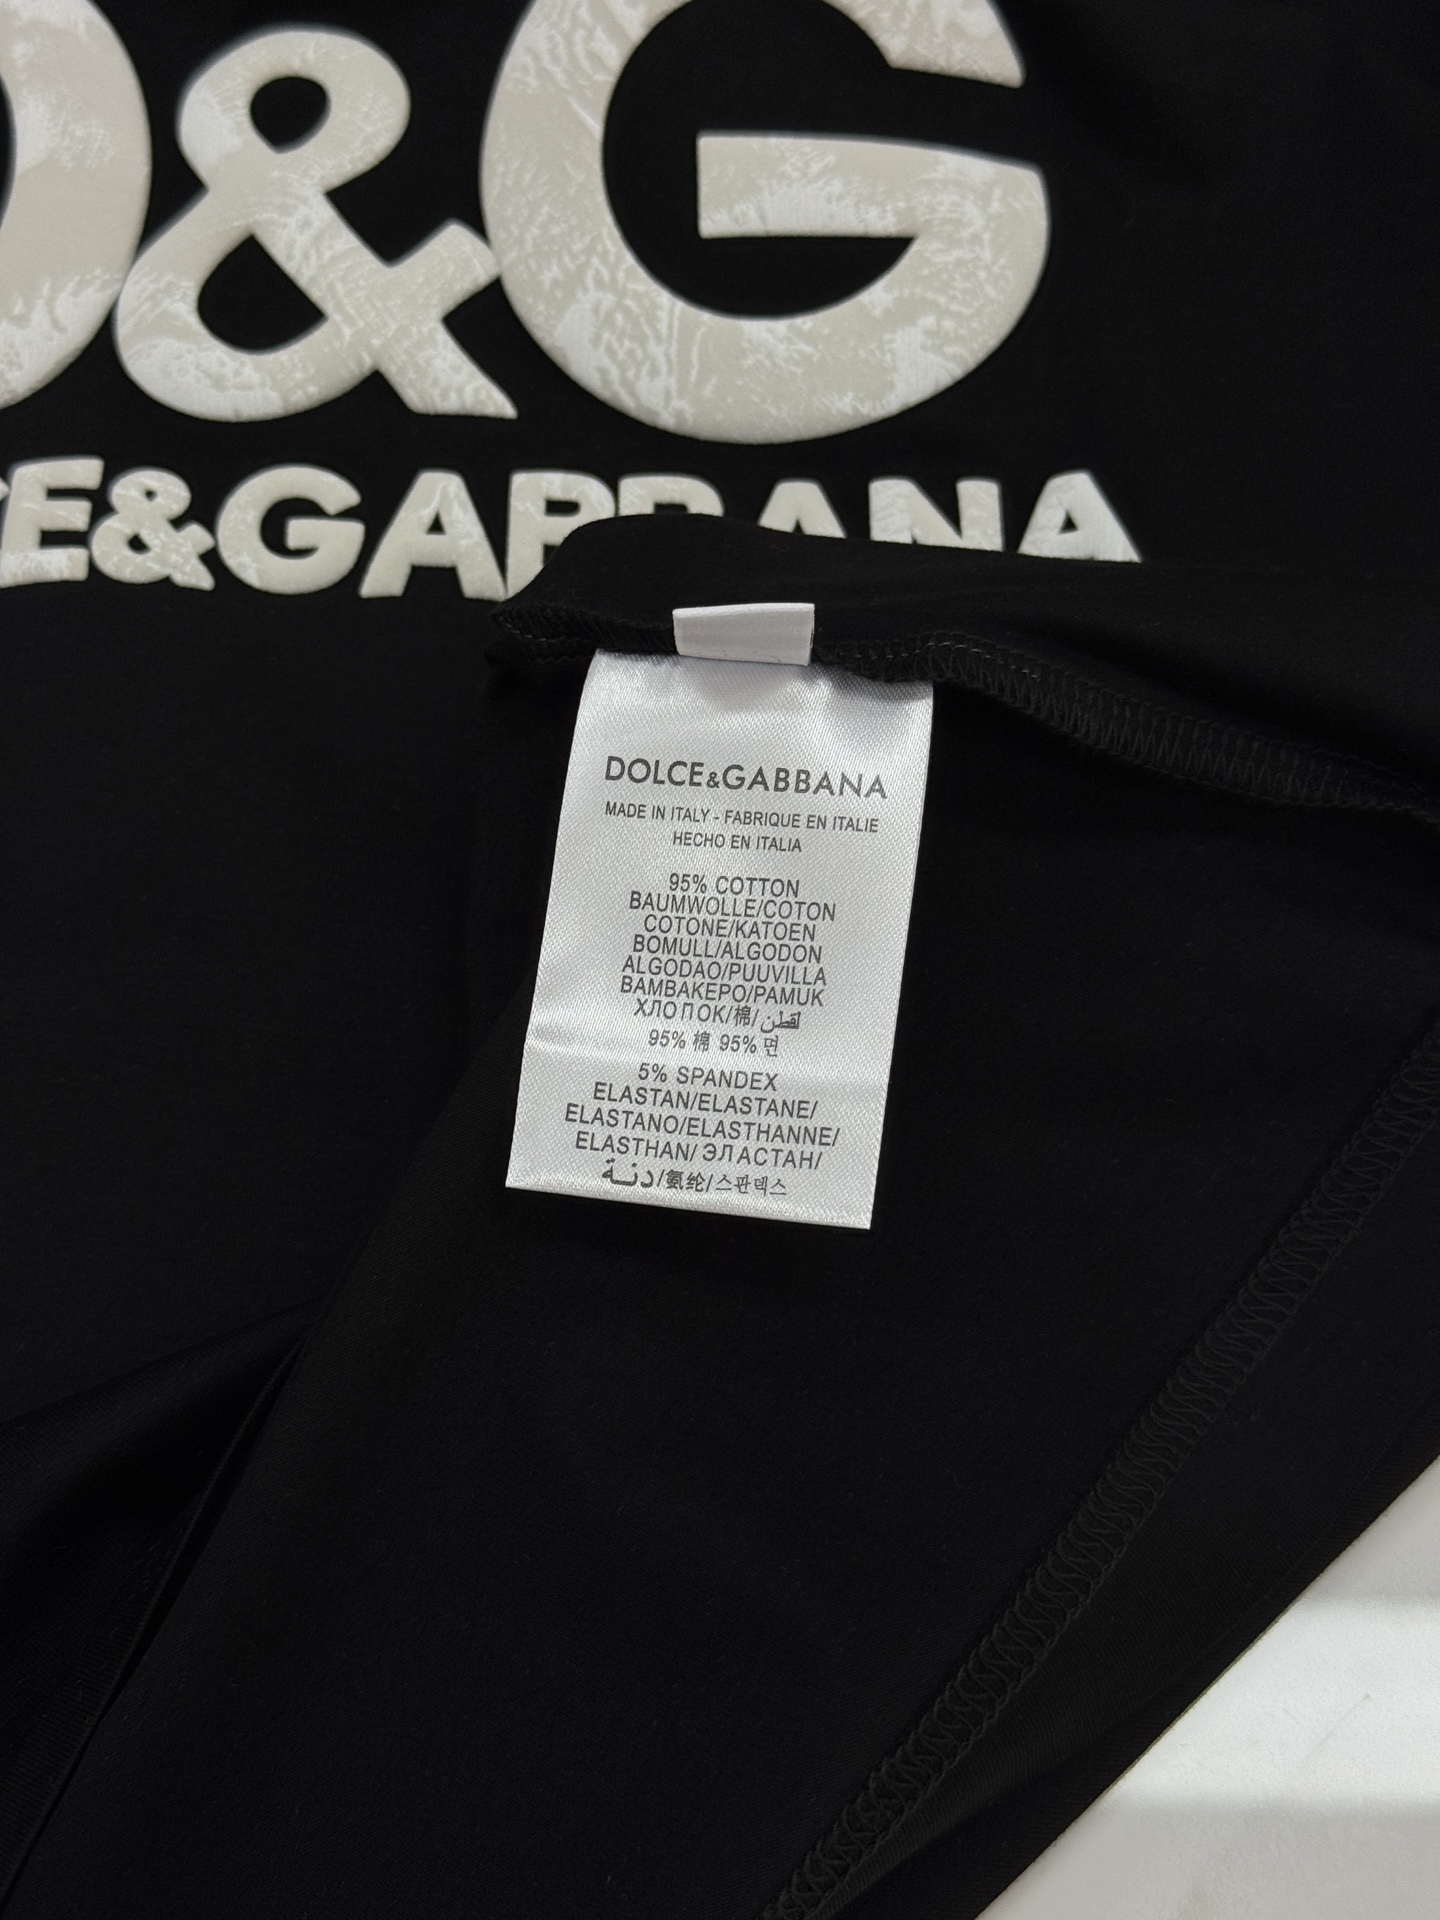 D&G
CE&GABBANA
DOLCE&GABBANA
MADE IN ITALY - FABRIQUE EN ITALIE
HECHO EN ITALIA
95% COTTON
BAUMWOLLE/COTON
COTONE/KATOEN
BOMULL/ALGODON
ALGODAO/PUUVILLA
BAMBAKEPO/PAMUK
ХЛОПОК/棉/لقطن
95% 棉 95% 면
5% SPANDEX
ELASTAN/ELASTANE/
ELASTANO/ELASTHANNE/
ELASTHAN/ ЭЛАСТАН/
دنة/氨纶/스판덱스